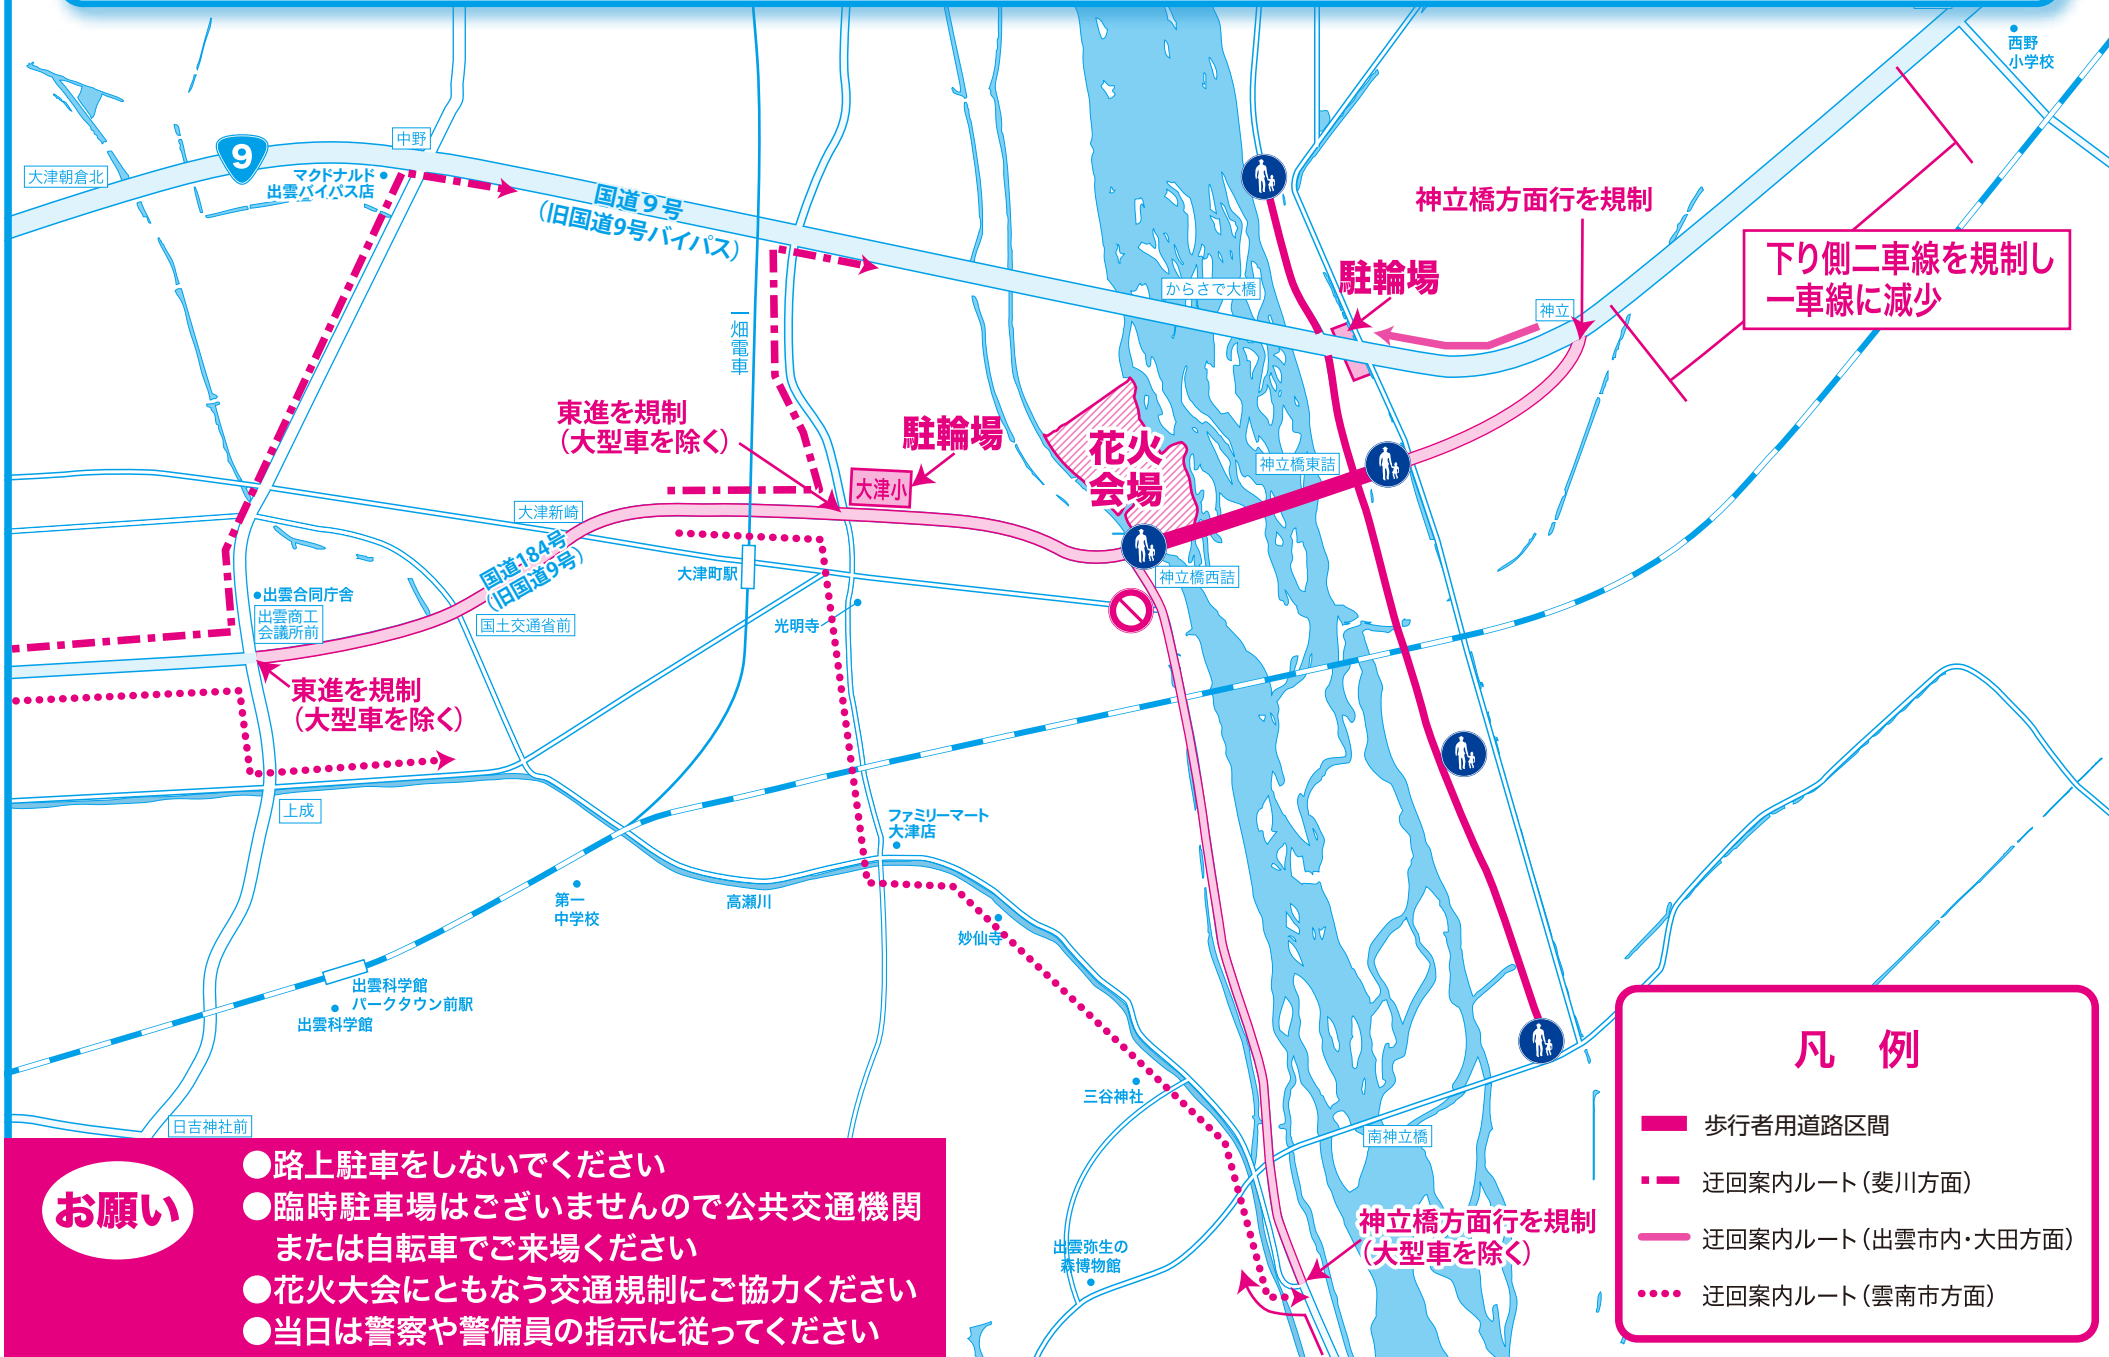 西野
小学校
中野
9
大津朝倉北
マクドナルド
出雲バイパス店
国道9号
(旧国道9号バイパス)
神立橋方面行を規制
下り側二車線を規制し
一車線に減少
からさで大橋
駐輪場
神立
一畑電車
東進を規制
(大型車を除く)
駐輪場
大津小
花火
会場
神立橋東詰
大津新崎
国道184号
(旧国道9号)
大津町駅
神立橋西詰
出雲合同庁舎
出雲商工
会議所前
国土交通省前
光明寺
東進を規制
(大型車を除く)
上成
ファミリーマート
大津店
第一
中学校
高瀬川
妙仙寺
出雲科学館
パークタウン前駅
出雲科学館
三谷神社
日吉神社前
南神立橋
神立橋方面行を規制
(大型車を除く)
出雲弥生の
森博物館
凡 例
歩行者用道路区間
迂回案内ルート(斐川方面)
迂回案内ルート(出雲市内・大田方面)
迂回案内ルート(雲南市方面)
お願い
●路上駐車をしないでください
●臨時駐車場はございませんので公共交通機関
または自転車でご来場ください
●花火大会にともなう交通規制にご協力ください
●当日は警察や警備員の指示に従ってください